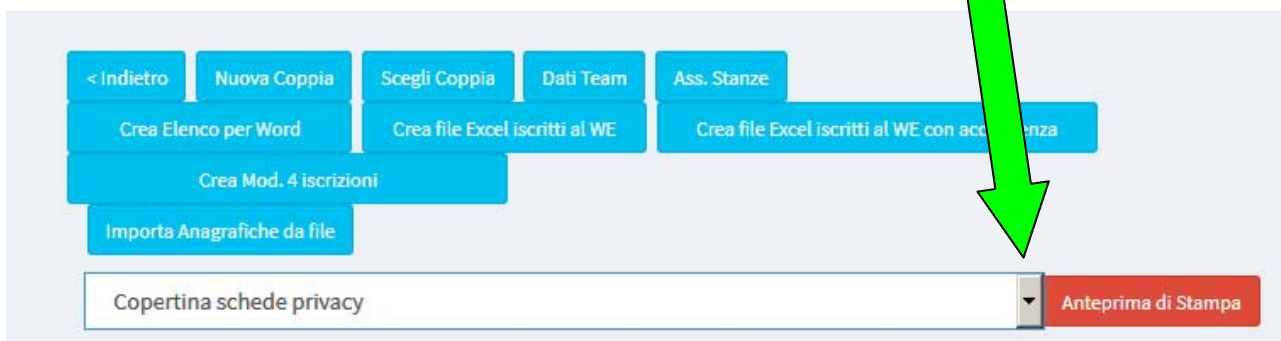 < Indietro Nuova Coppia Scegli Coppia Dati Team Ass. Stanze
Crea Elenco per Word Crea file Excel iscritti al WE Crea file Excel iscritti al WE con
Crea Mod. 4 iscrizioni
Importa Anagrafiche da file
Copertina schede privacy Anteprima di Stampa